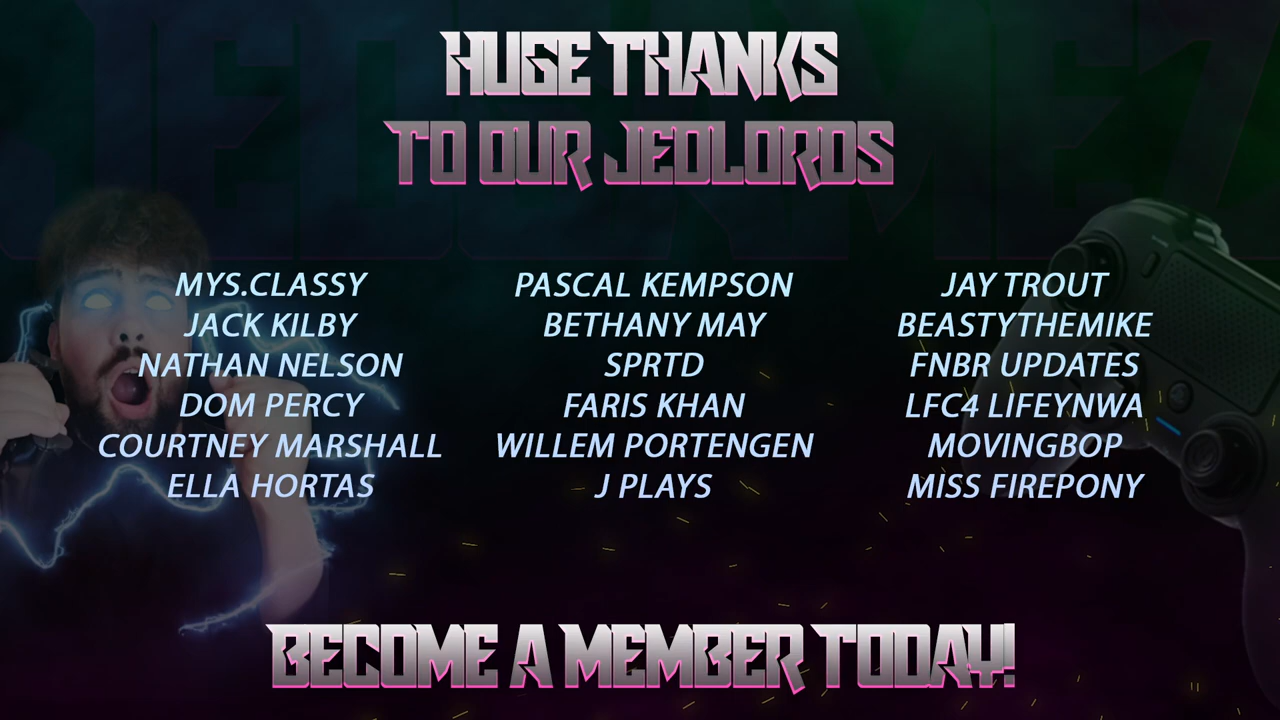 HUGE THANKS
TO OUR JEDLORDS
MYS.CLASSY
JACK KILBY
NATHAN NELSON
DOM PERCY
COURTNEY MARSHALL
ELLA HORTAS
PASCAL KEMPSON
BETHANY MAY
SPRTD
FARIS KHAN
WILLEM PORTENGEN
J PLAYS
JAY TROUT
BEASTYTHEMIKE
FNBR UPDATES
LFC4 LIFEYNWA
MOVINGBOP
MISS FIREPONY
BECOME A MEMBER TODAY!